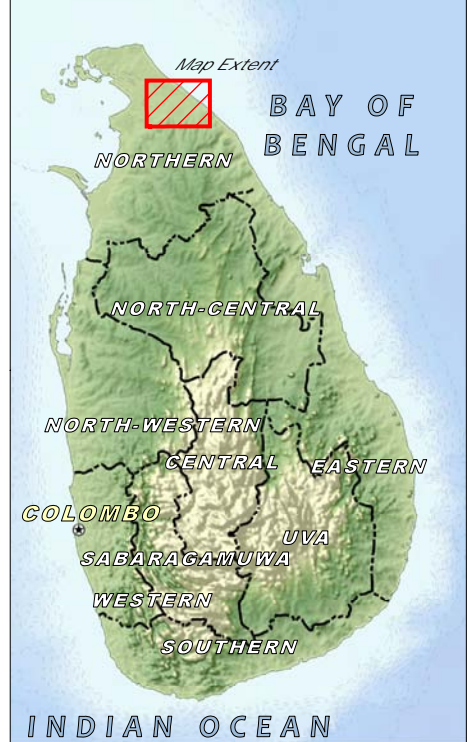 Map Extent
BAY OF
BENGAL
NORTHERN
NORTH-CENTRAL
NORTH-WESTERN
CENTRAL
EASTERN
COLOMBO
UVA
SABARAGAMUWA
WESTERN
SOUTHERN
INDIAN OCEAN